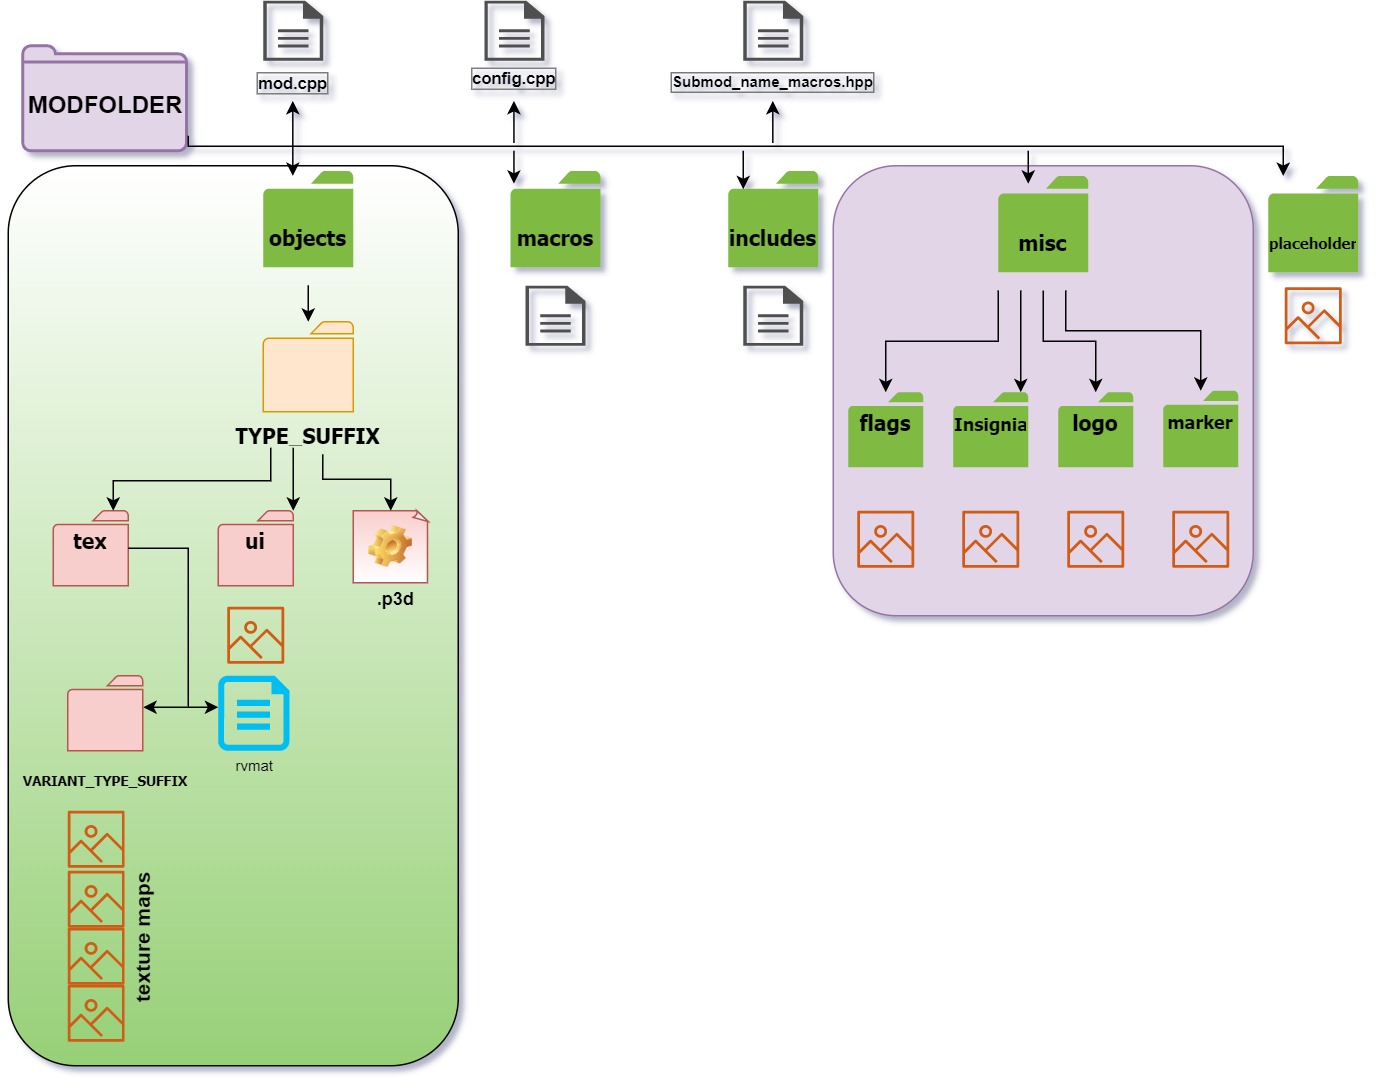 mod.cpp
config.cpp
Submod_name_macros.hpp
MODFOLDER
objects
macros
includes
misc
placeholder
TYPE_SUFFIX
flags
Insignia
logo
marker
tex
ui
.p3d
rvmat
VARIANT_TYPE_SUFFIX
texture maps